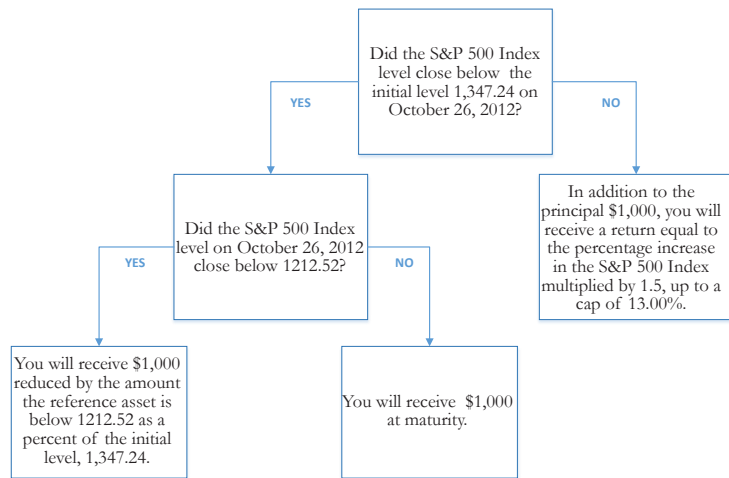 Did the S&P 500 Index
level close below the
initial level 1,347.24 on
October 26, 2012?
YES
NO
Did the S&P 500 Index
level on October 26, 2012
close below 1212.52?
In addition to the
principal $1,000, you will
receive a return equal to
the percentage increase
in the S&P 500 Index
multiplied by 1.5, up to a
cap of 13.00%.
YES
NO
You will receive $1,000
reduced by the amount
the reference asset is
below 1212.52 as a
percent of the initial
level, 1,347.24.
You will receive $1,000
at maturity.